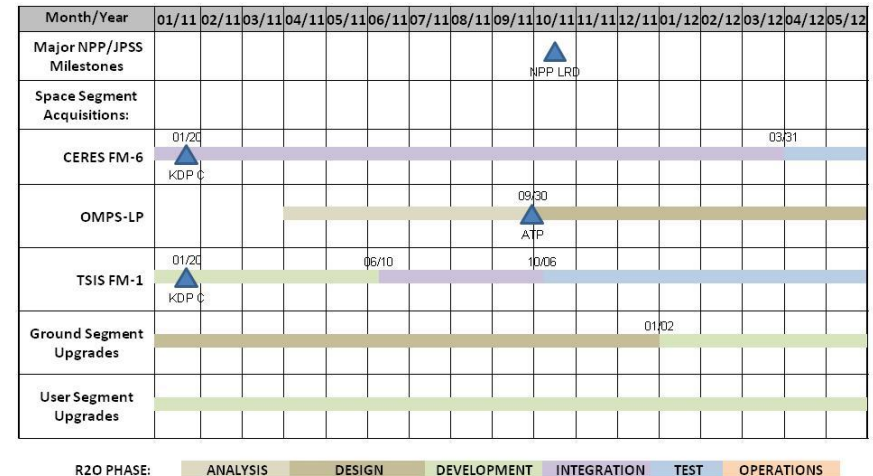 Month/Year 01/11 02/11 03/11 04/11 05/11 06/11 07/11 08/11 09/11 10/11 11/11 12/11 01/12 02/12 03/12 04/12 05/12
Major NPP/JPSS
Milestones
NPP LRD
Space Segment
Acquisitions:
01/20 03/31
CERES FM-6
KDP C
09/30
OMPS-LP
ATP
01/20 06/10 10/06
TSIS FM-1
KDP C
01/02
Ground Segment
Upgrades
User Segment
Upgrades
R2O PHASE: ANALYSIS DESIGN DEVELOPMENT INTEGRATION TEST OPERATIONS